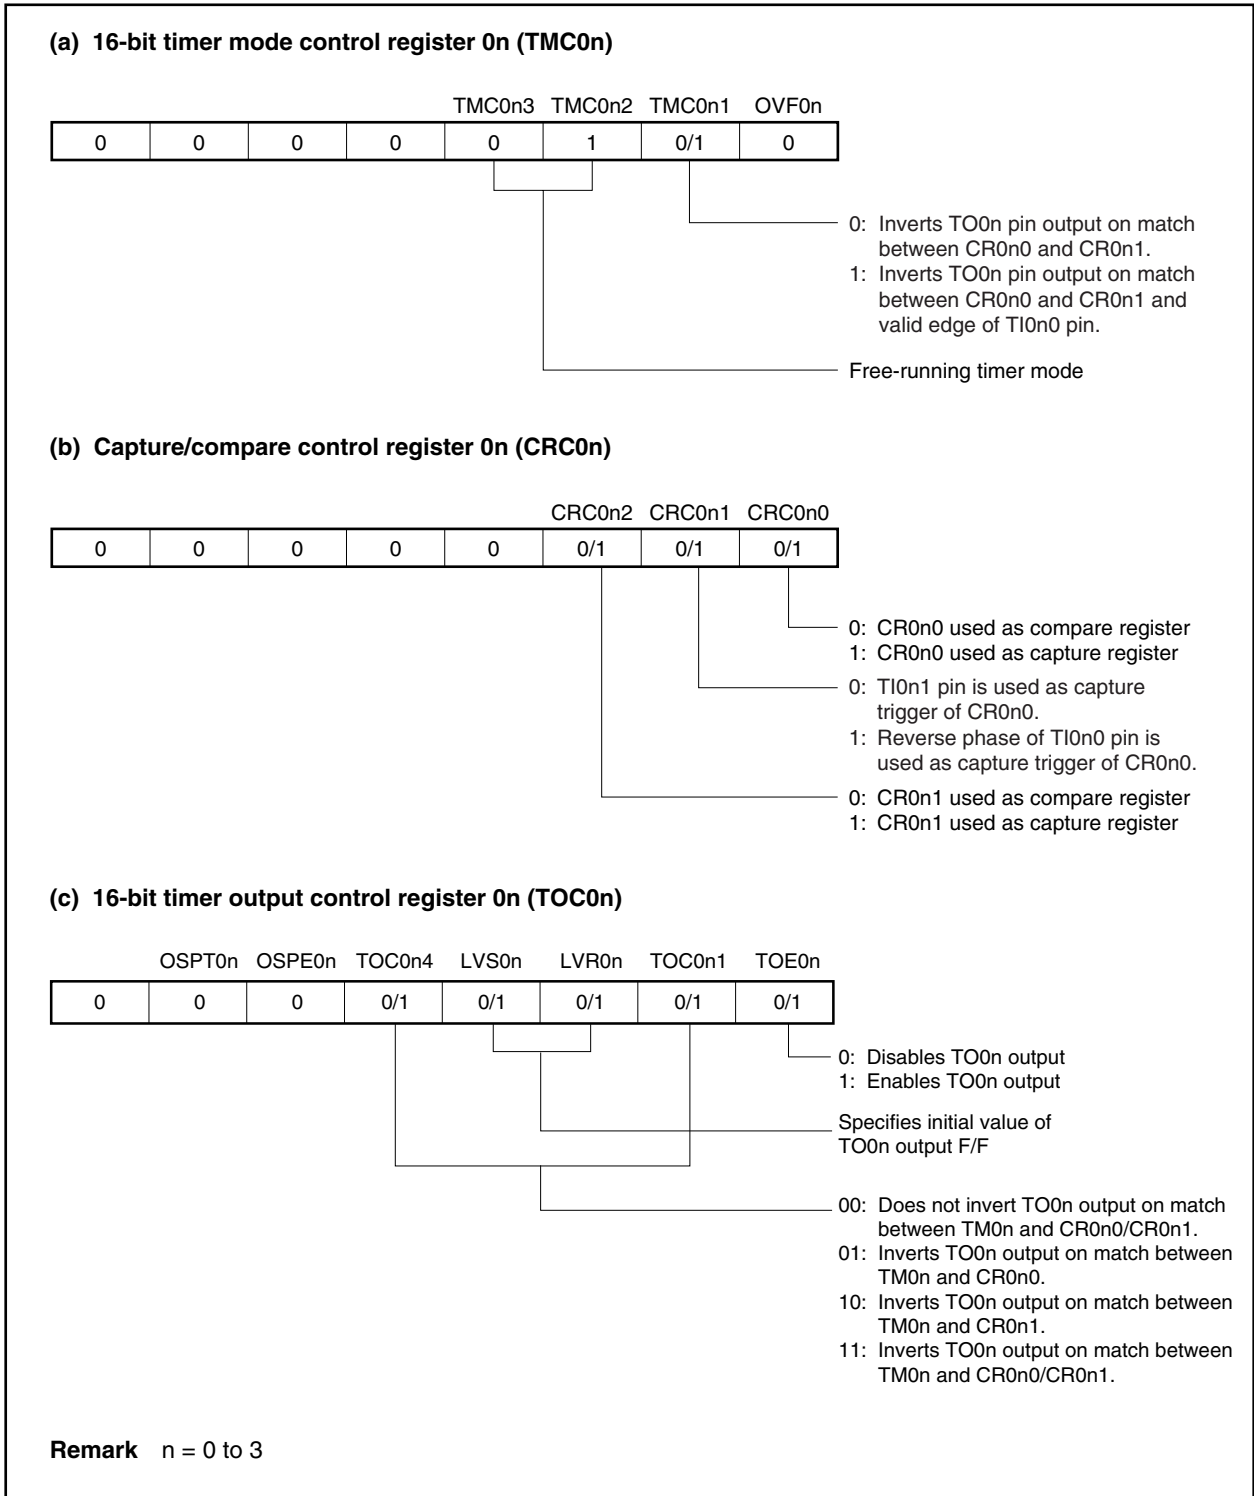 (a) 16-bit timer mode control register 0n (TMC0n)
TMC0n3 TMC0n2 TMC0n1 OVF0n
0 0 0 0 0 1 0/1 0
0: Inverts TO0n pin output on match
between CR0n0 and CR0n1.
1: Inverts TO0n pin output on match
between CR0n0 and CR0n1 and
valid edge of TI0n0 pin.
Free-running timer mode
(b) Capture/compare control register 0n (CRC0n)
CRC0n2 CRC0n1 CRC0n0
0 0 0 0 0 0/1 0/1 0/1
0: CR0n0 used as compare register
1: CR0n0 used as capture register
0: TI0n1 pin is used as capture
trigger of CR0n0.
1: Reverse phase of TI0n0 pin is
used as capture trigger of CR0n0.
0: CR0n1 used as compare register
1: CR0n1 used as capture register
(c) 16-bit timer output control register 0n (TOC0n)
OSPT0n OSPE0n TOC0n4 LVS0n LVR0n TOC0n1 TOE0n
0 0 0 0/1 0/1 0/1 0/1 0/1
0: Disables TO0n output
1: Enables TO0n output
Specifies initial value of
TO0n output F/F
00: Does not invert TO0n output on match
between TM0n and CR0n0/CR0n1.
01: Inverts TO0n output on match between
TM0n and CR0n0.
10: Inverts TO0n output on match between
TM0n and CR0n1.
11: Inverts TO0n output on match between
TM0n and CR0n0/CR0n1.
Remark n = 0 to 3